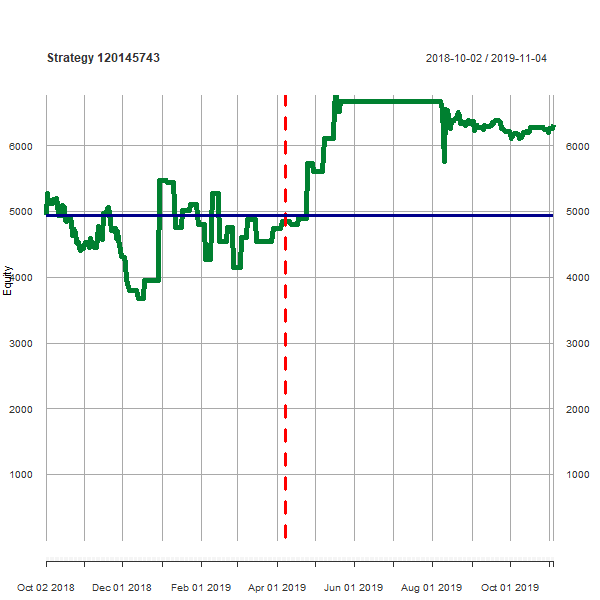 Strategy 120145743
2018-10-02 / 2019-11-04
6000
6000
5000
5000
4000
4000
3000
3000
2000
2000
1000
1000
Equity
Oct 02 2018
Dec 01 2018
Feb 01 2019
Apr 01 2019
Jun 01 2019
Aug 01 2019
Oct 01 2019